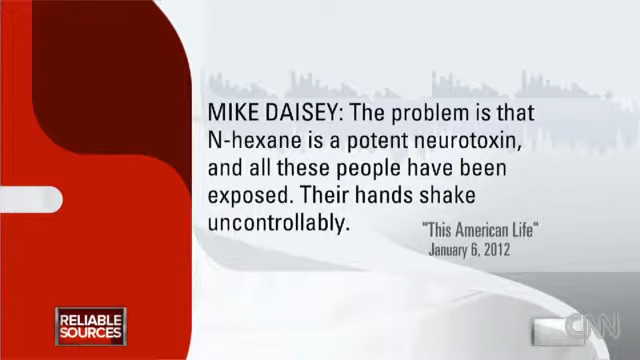 MIKE DAISEY: The problem is that
N-hexane is a potent neurotoxin,
and all these people have been
exposed. Their hands shake
uncontrollably.
"This American Life"
January 6, 2012
RELIABLE
SOURCES
CNN